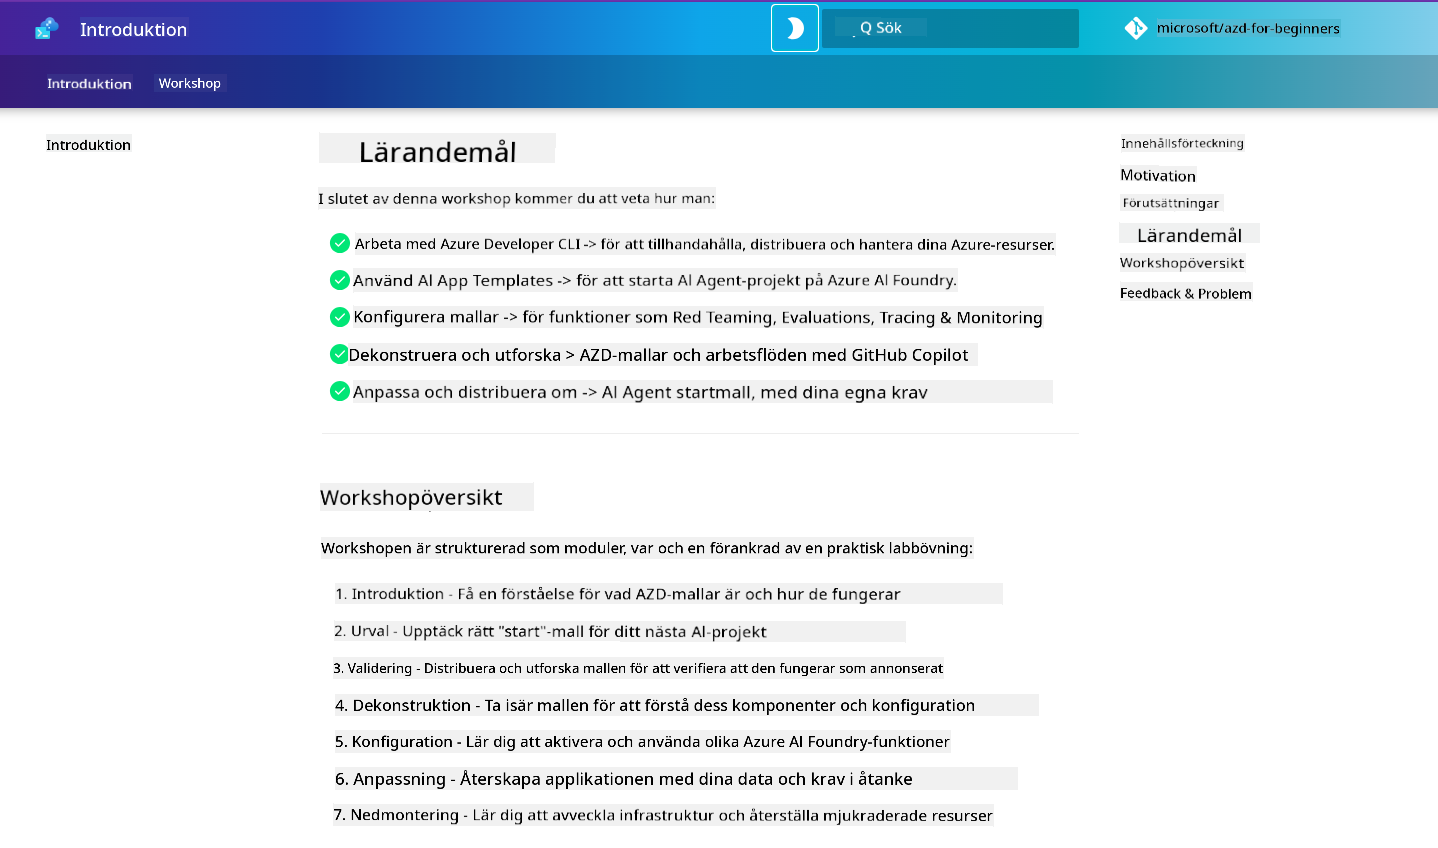 Introduktion
Q Sök
microsoft/azd-for-beginners
Introduktion
Workshop
Introduktion
Lärandemål
I slutet av denna workshop kommer du att veta hur man:
Arbeta med Azure Developer CLI -> för att tillhandahålla, distribuera och hantera dina Azure-resurser.
Använd AI App Templates -> för att starta AI Agent-projekt på Azure AI Foundry.
Konfigurera mallar -> för funktioner som Red Teaming, Evaluations, Tracing & Monitoring
Dekonstruera och utforska > AZD-mallar och arbetsflöden med GitHub Copilot
Anpassa och distribuera om -> AI Agent startmall, med dina egna krav
Workshopöversikt
Workshopen är strukturerad som moduler, var och en förankrad av en praktisk labbövning:
1. Introduktion - Få en förståelse för vad AZD-mallar är och hur de fungerar
2. Urval - Upptäck rätt "start"-mall för ditt nästa AI-projekt
3. Validering - Distribuera och utforska mallen för att verifiera att den fungerar som annonserat
4. Dekonstruktion - Ta isär mallen för att förstå dess komponenter och konfiguration
5. Konfiguration - Lär dig att aktivera och använda olika Azure AI Foundry-funktioner
6. Anpassning - Återskapa applikationen med dina data och krav i åtanke
7. Nedmontering - Lär dig att avveckla infrastruktur och återställa mjukraderade resurser
Innehållsförteckning
Motivation
Förutsättningar
Lärandemål
Workshopöversikt
Feedback & Problem